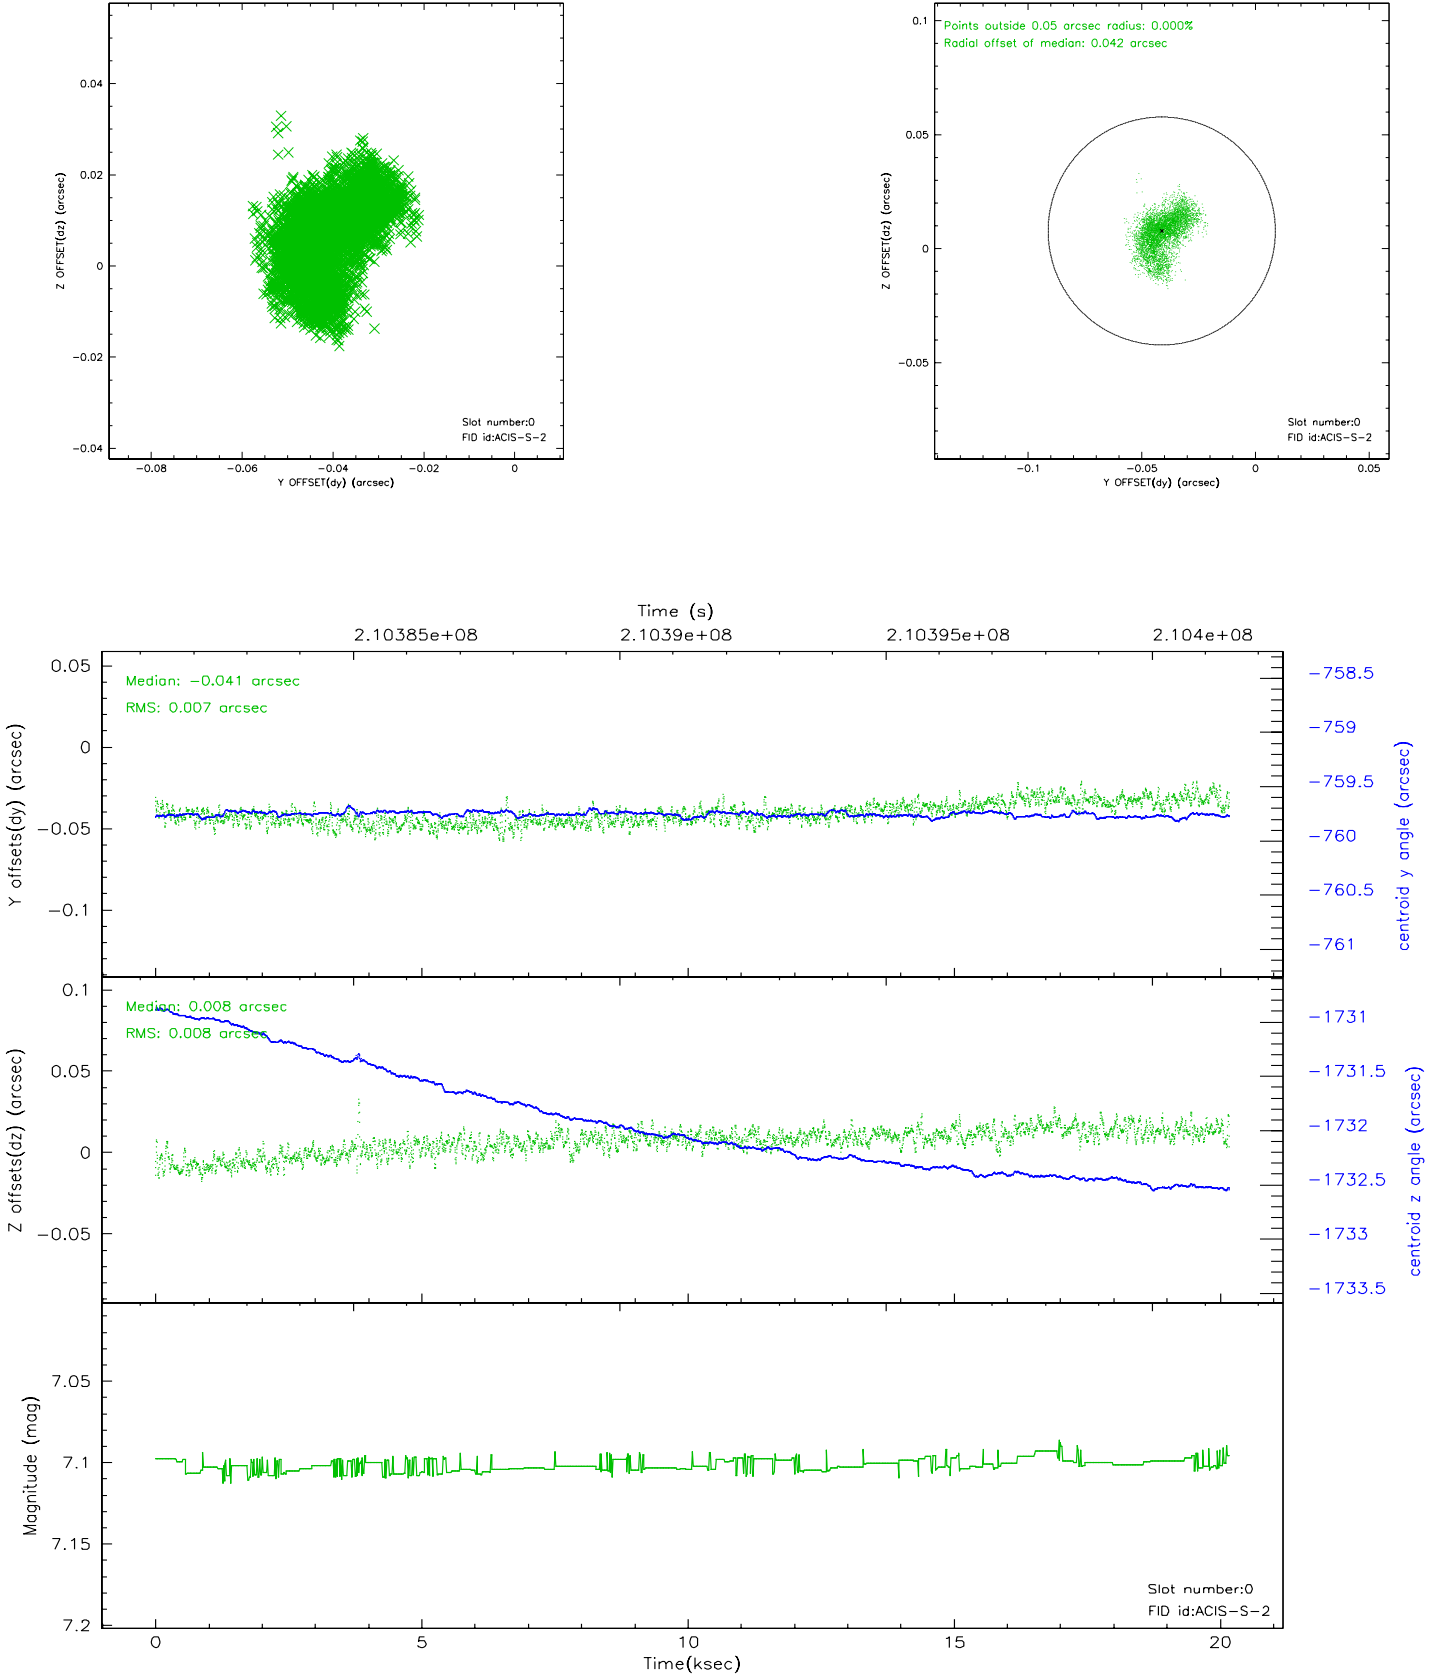 0.04
0.02
0
−0.02
−0.04
Z OFFSET(dz) (arcsec)
Slot number:0
FID id:ACIS−S−2
−0.08
−0.06
−0.04
−0.02
0
Y OFFSET(dy) (arcsec)
Points outside 0.05 arcsec radius: 0.000%
Radial offset of median: 0.042 arcsec
0.1
0.05
0
−0.05
Z OFFSET(dz) (arcsec)
Slot number:0
FID id:ACIS−S−2
−0.1
−0.05
0
0.05
Y OFFSET(dy) (arcsec)
Time (s)
2.10385e+08
2.1039e+08
2.10395e+08
2.104e+08
Median: −0.041 arcsec
RMS: 0.007 arcsec
0.05
0
−0.05
−0.1
Y offsets(dy) (arcsec)
−758.5
−759
−759.5
−760
−760.5
−761
centroid y angle (arcsec)
Median: 0.008 arcsec
RMS: 0.008 arcsec
0.1
0.05
0
−0.05
Z offsets(dz) (arcsec)
−1731
−1731.5
−1732
−1732.5
−1733
−1733.5
centroid z angle (arcsec)
7.05
7.1
7.15
7.2
Magnitude (mag)
Slot number:0
FID id:ACIS−S−2
0
5
10
15
20
Time(ksec)